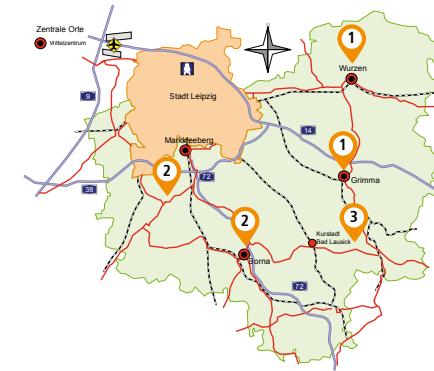 N
Zentrale Orte
Mittelzentrum
1
Wurzen
9
Stadt Leipzig
14
Markkleeberg
1
72
2
38
Grimma
3
2
Kurstadt
Bad Lausick
Borna
72